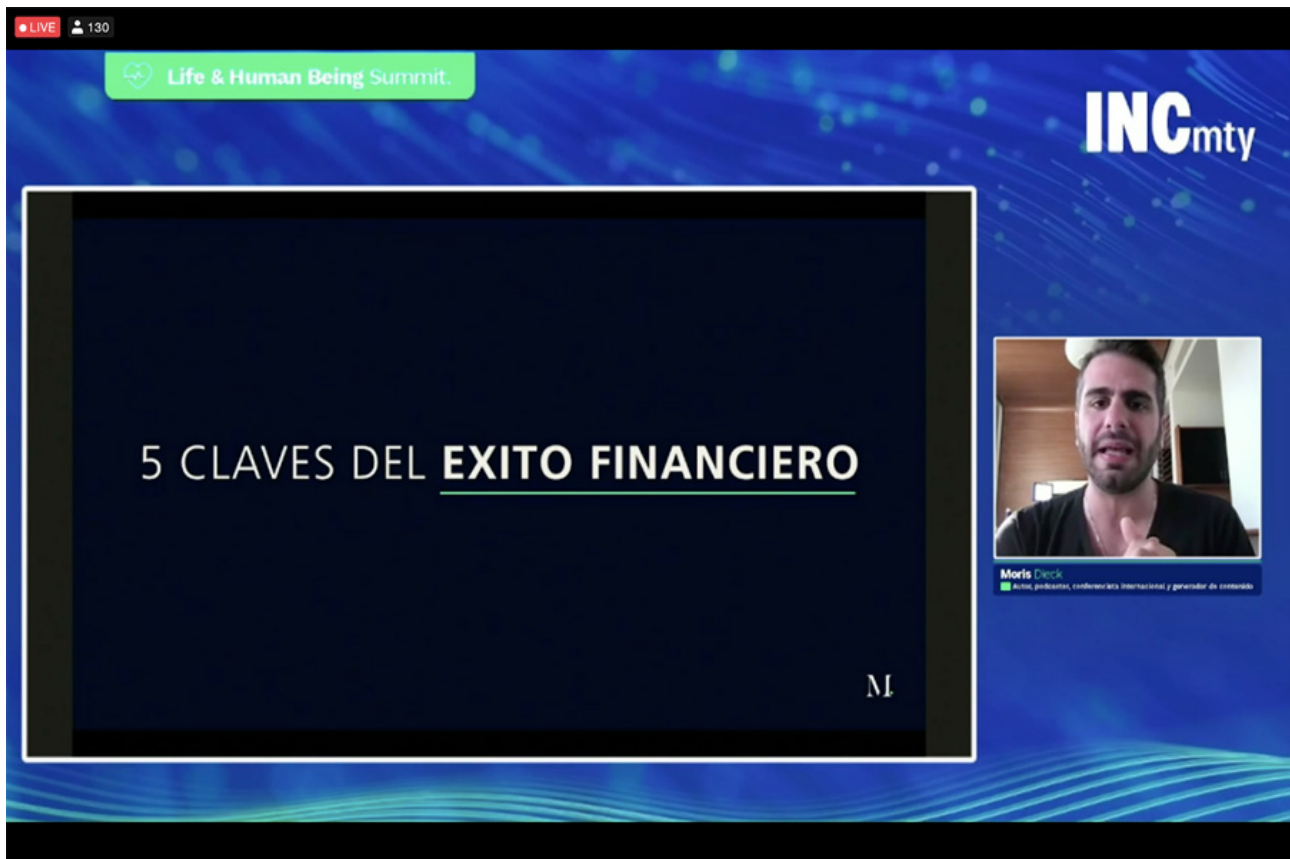 LIVE 130
Life & Human Being Summit.
INCmty
5 CLAVES DEL EXITO FINANCIERO
M.
Moris Dieck
Autor, podcaster, conferencista internacional y generador de contenido